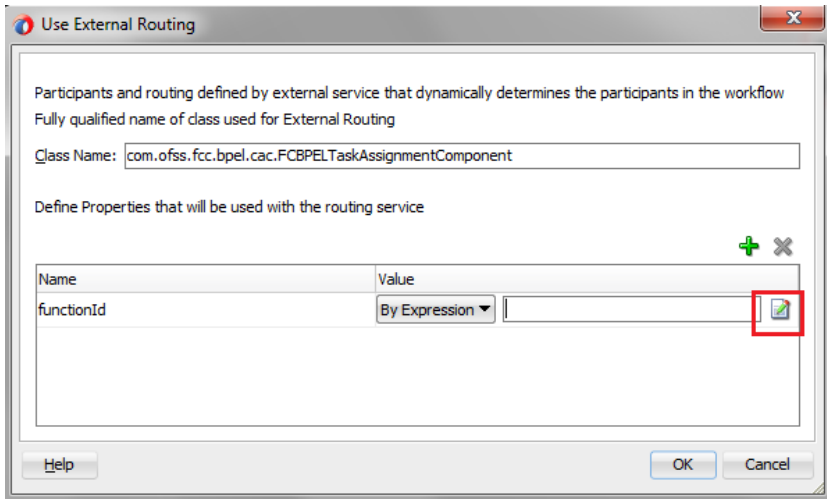 Use External Routing
Participants and routing defined by external service that dynamically determines the participants in the workflow
Fully qualified name of class used for External Routing
Class Name: com.ofss.fcc.bpel.cac.FCBPELTaskAssignmentComponent
Define Properties that will be used with the routing service
Name Value
functionId By Expression
Help OK Cancel